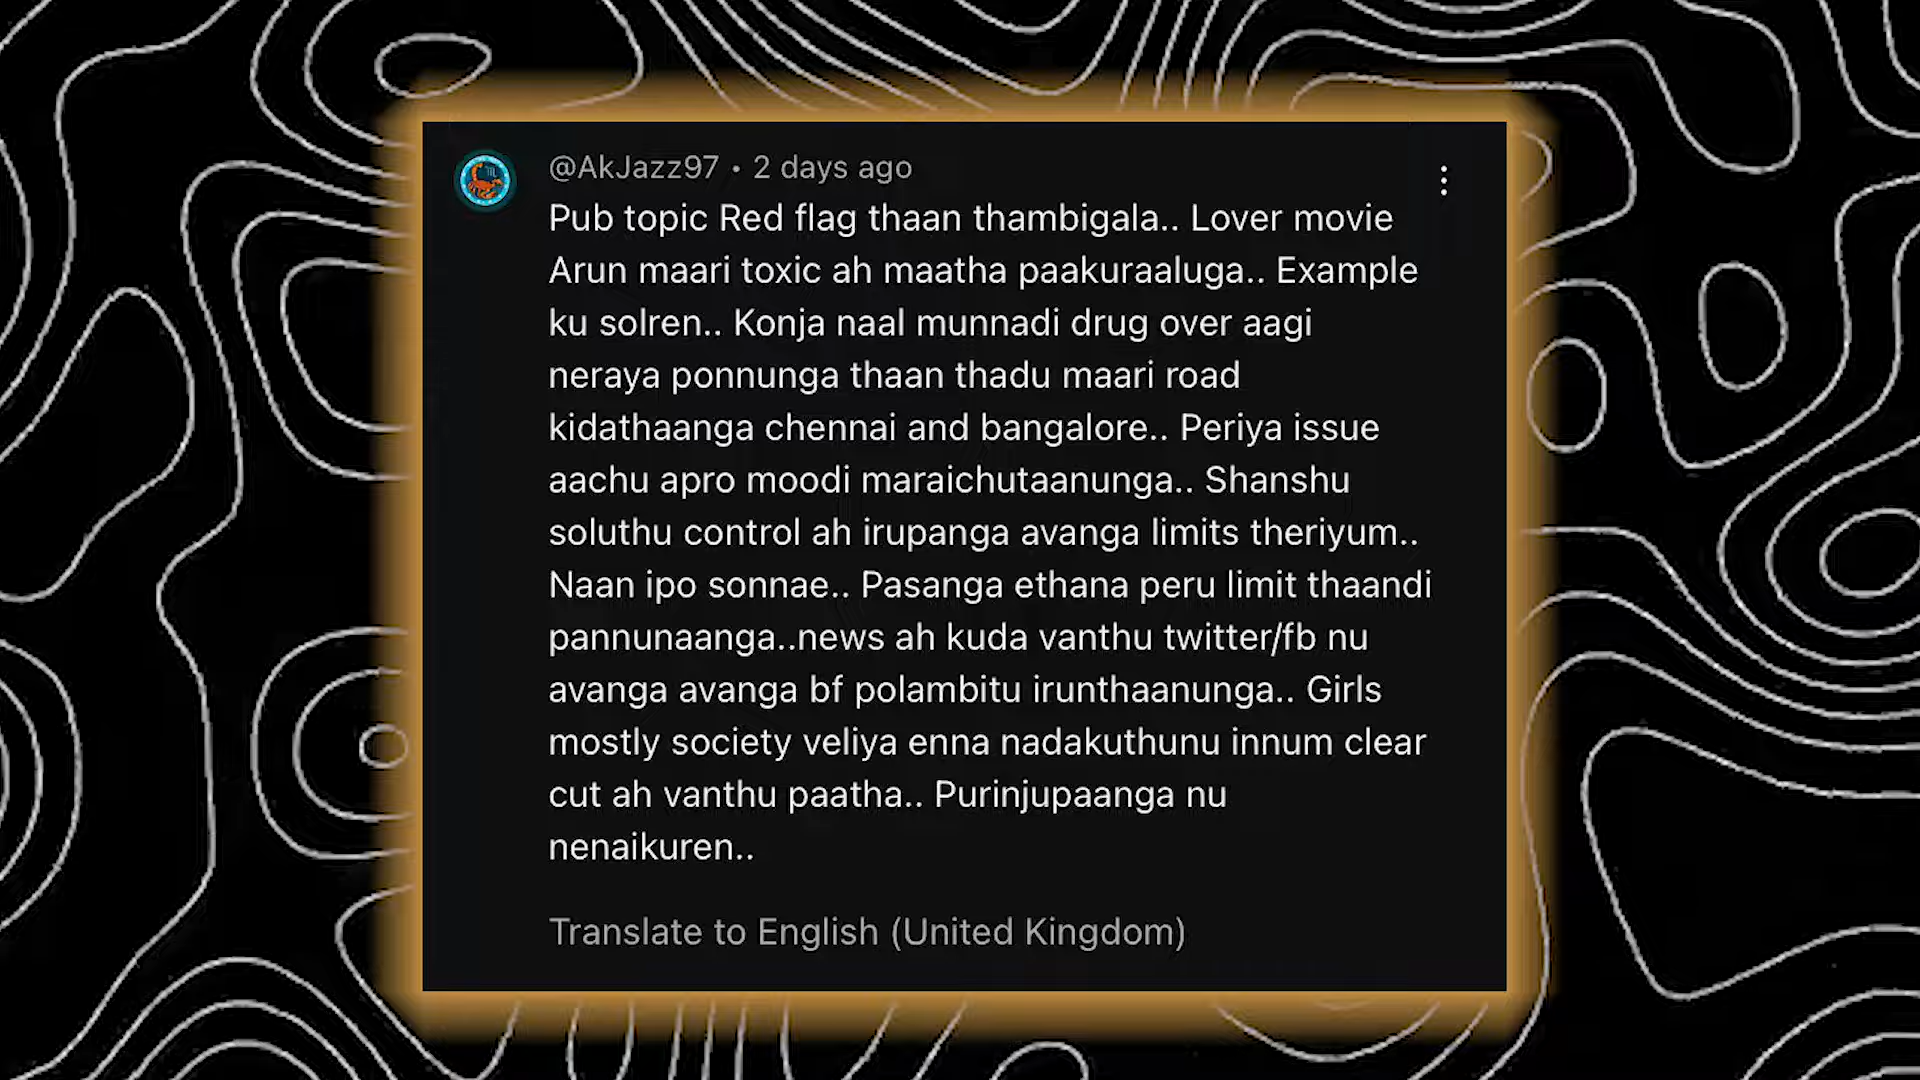 @AkJazz97 • 2 days ago
Pub topic Red flag thaan thambigala.. Lover movie
Arun maari toxic ah maatha paakuraaluga.. Example
ku solren.. Konja naal munnadi drug over aagi
neraya ponnunga thaan thadu maari road
kidathaanga chennai and bangalore.. Periya issue
aachu apro moodi maraichutaanunga.. Shanshu
soluthu control ah irupanga avanga limits theriyum..
Naan ipo sonnae.. Pasanga ethana peru limit thaandi
pannunaanga..news ah kuda vanthu twitter/fb nu
avanga avanga bf polambitu irunthaanunga.. Girls
mostly society veliya enna nadakuthunu innum clear
cut ah vanthu paatha.. Purinjupaanga nu
nenaikuren..
Translate to English (United Kingdom)